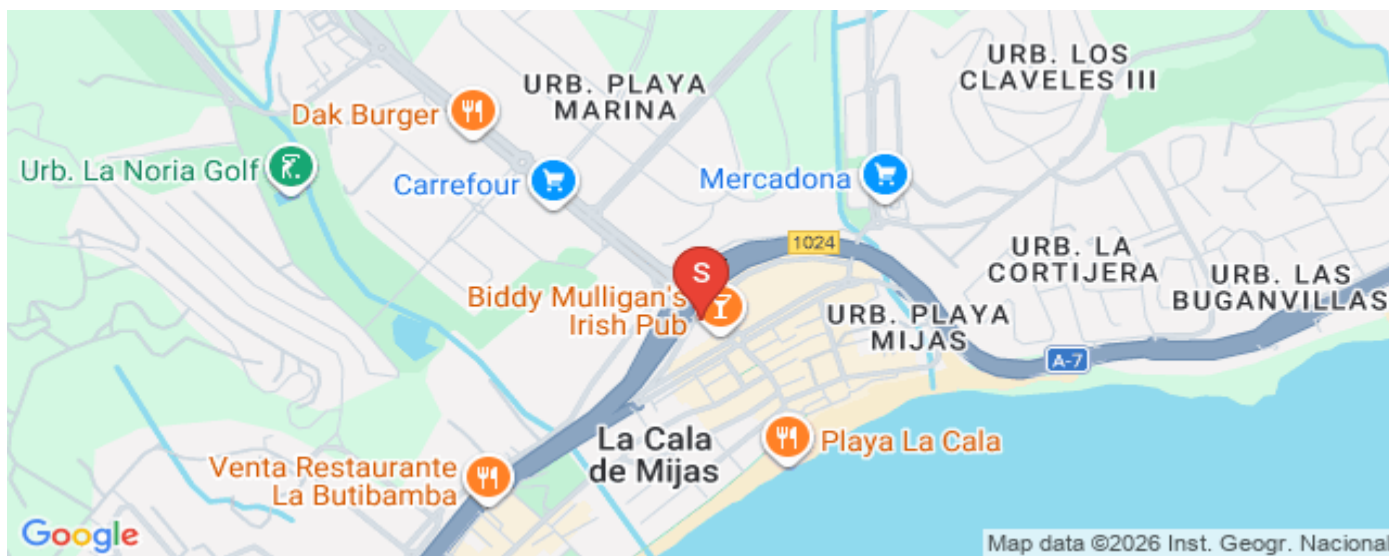 URB. LOS
CLAVELES III
URB. PLAYA
MARINA
Dak Burger
Urb. La Noria Golf
Carrefour
Mercadona
1024
URB. LA
CORTIJERA
S
URB. LAS
BUGANVILLAS
Biddy Mulligan's
Irish Pub
URB. PLAYA
MIJAS
A-7
La Cala
de Mijas
Playa La Cala
Venta Restaurante
La Butibamba
Google
Map data ©2026 Inst. Geogr. Nacional